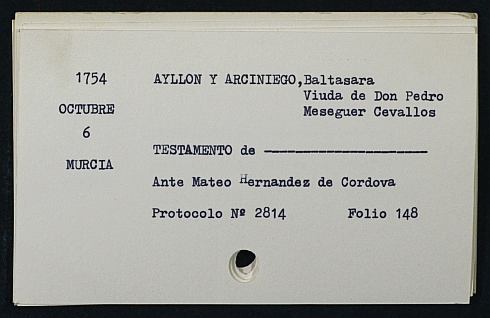 1754 AYLLON Y ARCINIEGO, Baltasara
Viuda de Don Pedro
OCTUBRE Meseguer Cevallos
6
TESTAMENTO de --------------------
MURCIA
Ante Mateo Hernandez de Cordova
Protocolo Nº 2814 Folio 148